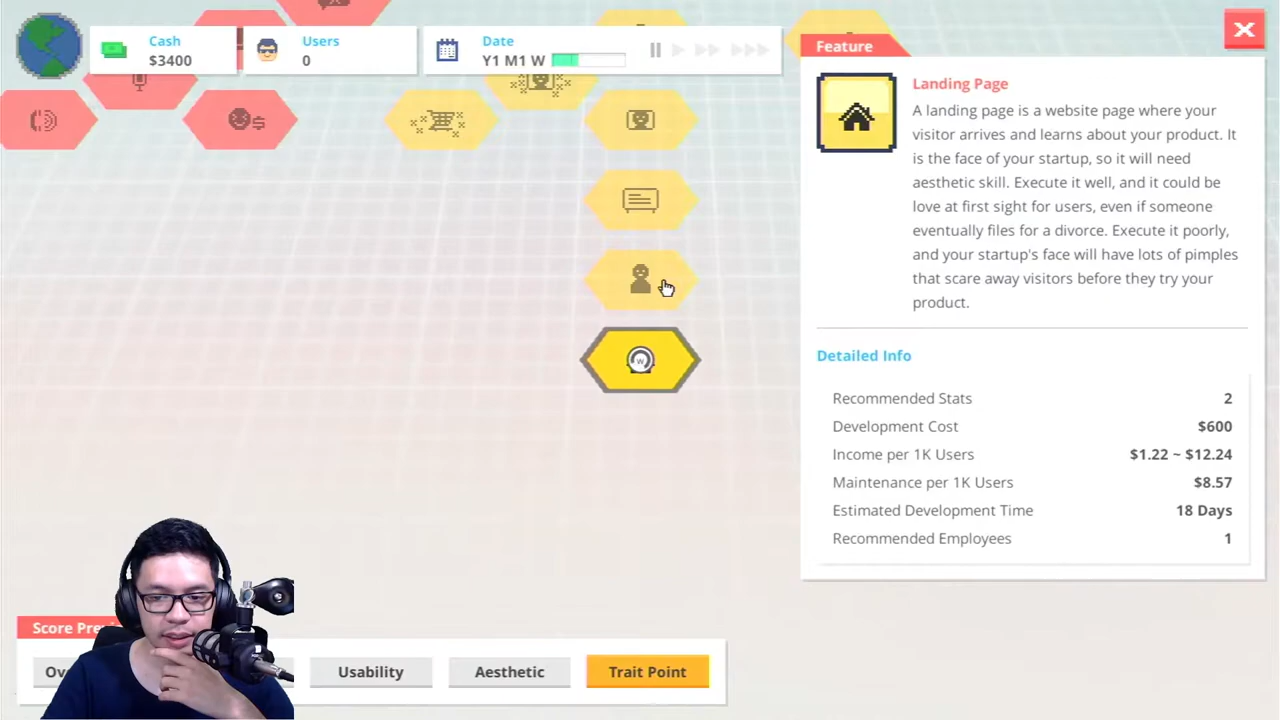 Cash
$3400
Users
0
Date
Y1 M1 W
Feature
Landing Page
A landing page is a website page where your
visitor arrives and learns about your product. It
is the face of your startup, so it will need
aesthetic skill. Execute it well, and it could be
love at first sight for users, even if someone
eventually files for a divorce. Execute it poorly,
and your startup's face will have lots of pimples
that scare away visitors before they try your
product.
Detailed Info
Recommended Stats 2
Development Cost $600
Income per 1K Users $1.22 ~ $12.24
Maintenance per 1K Users $8.57
Estimated Development Time 18 Days
Recommended Employees 1
W
Score
Usability
Aesthetic
Trait Point